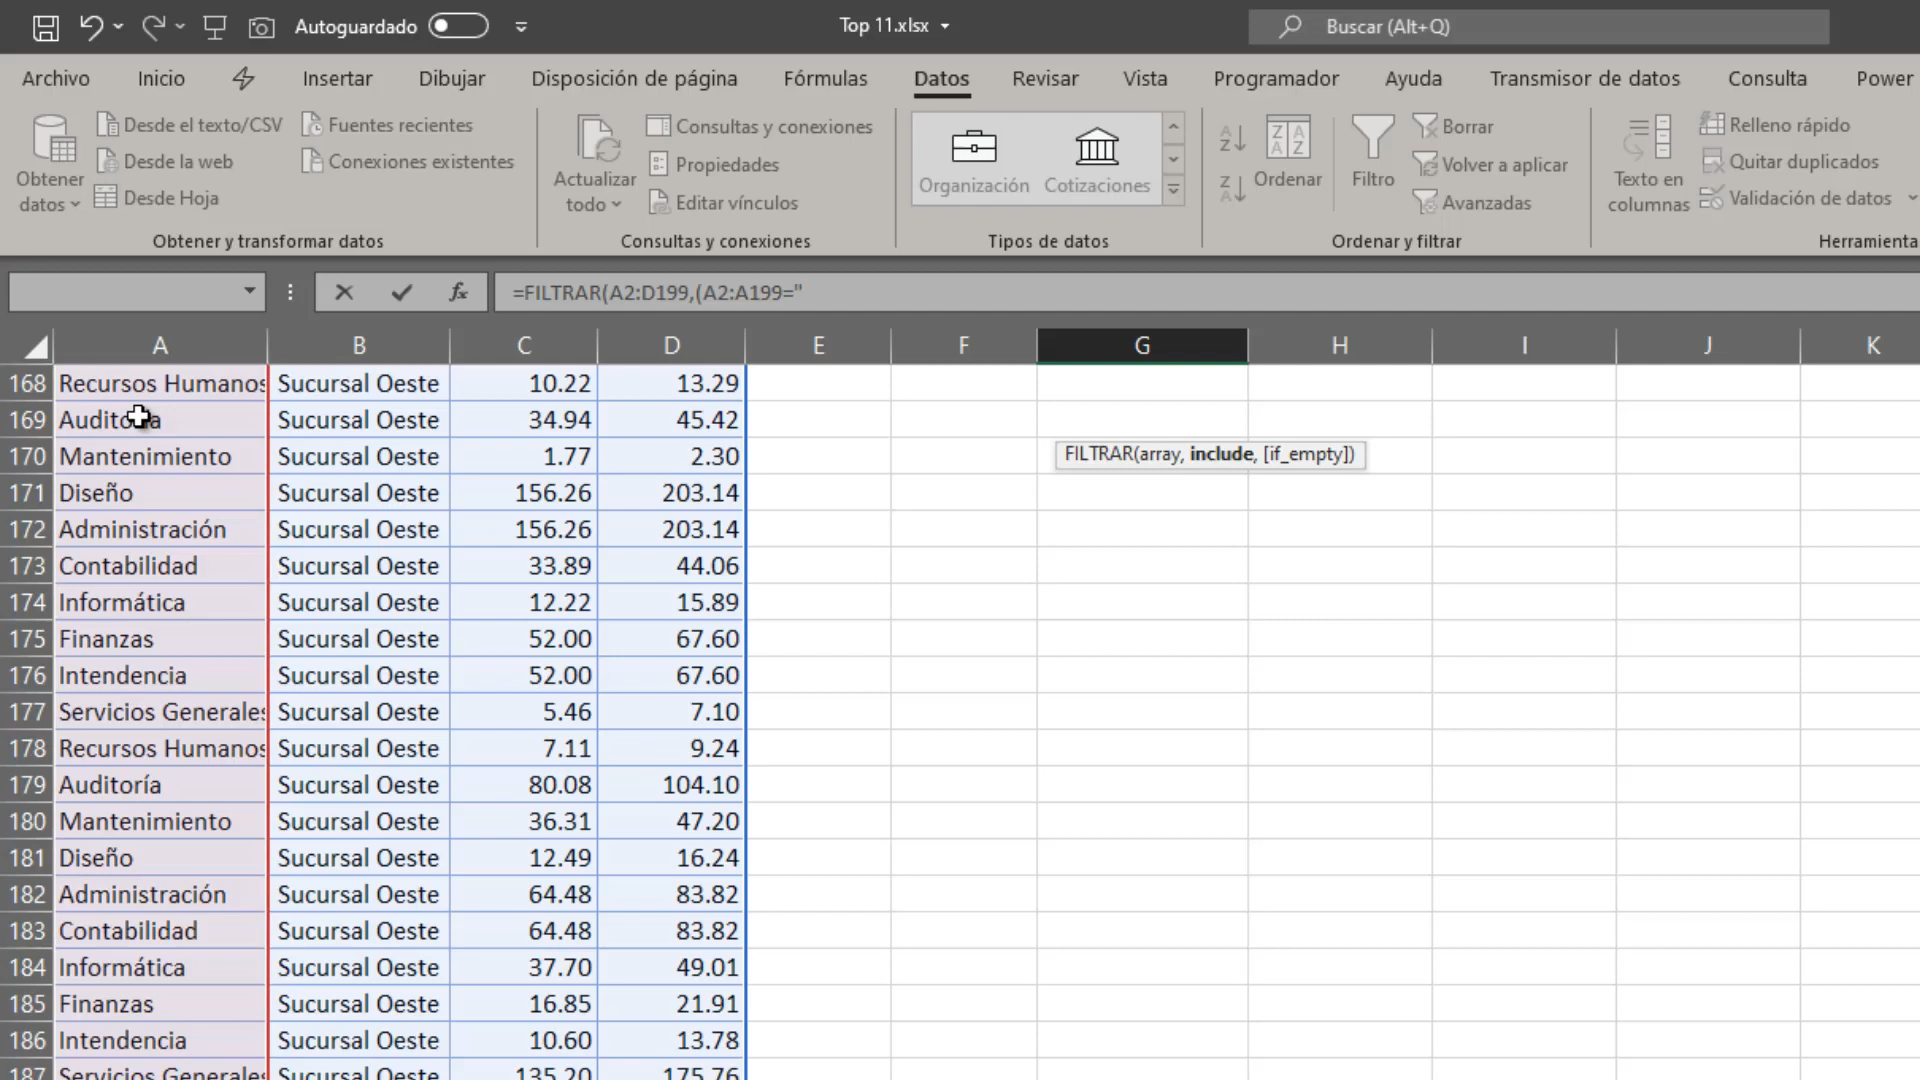 Autoguardado
Top 11.xlsx
Buscar (Alt+Q)
Archivo Inicio Insertar Dibujar Disposición de página Fórmulas Datos Revisar Vista Programador Ayuda Transmisor de datos Consulta Power
Obtener datos
Desde el texto/CSV
Desde la web
Desde Hoja
Fuentes recientes
Conexiones existentes
Obtener y transformar datos
Actualizar todo
Consultas y conexiones
Propiedades
Editar vínculos
Consultas y conexiones
Organización
Cotizaciones
Tipos de datos
Ordenar
Filtro
Borrar
Volver a aplicar
Avanzadas
Ordenar y filtrar
Texto en columnas
Relleno rápido
Quitar duplicados
Validación de datos
Herramienta
fx =FILTRAR(A2:D199,(A2:A199="
A B C D E F G H I J K
168 Recursos Humanos Sucursal Oeste 10.22 13.29
169 Auditoría Sucursal Oeste 34.94 45.42
170 Mantenimiento Sucursal Oeste 1.77 2.30
FILTRAR(array, include, [if_empty])
171 Diseño Sucursal Oeste 156.26 203.14
172 Administración Sucursal Oeste 156.26 203.14
173 Contabilidad Sucursal Oeste 33.89 44.06
174 Informática Sucursal Oeste 12.22 15.89
175 Finanzas Sucursal Oeste 52.00 67.60
176 Intendencia Sucursal Oeste 52.00 67.60
177 Servicios Generales Sucursal Oeste 5.46 7.10
178 Recursos Humanos Sucursal Oeste 7.11 9.24
179 Auditoría Sucursal Oeste 80.08 104.10
180 Mantenimiento Sucursal Oeste 36.31 47.20
181 Diseño Sucursal Oeste 12.49 16.24
182 Administración Sucursal Oeste 64.48 83.82
183 Contabilidad Sucursal Oeste 64.48 83.82
184 Informática Sucursal Oeste 37.70 49.01
185 Finanzas Sucursal Oeste 16.85 21.91
186 Intendencia Sucursal Oeste 10.60 13.78
187 Servicios Generales Sucursal Oeste 135.20 175.76